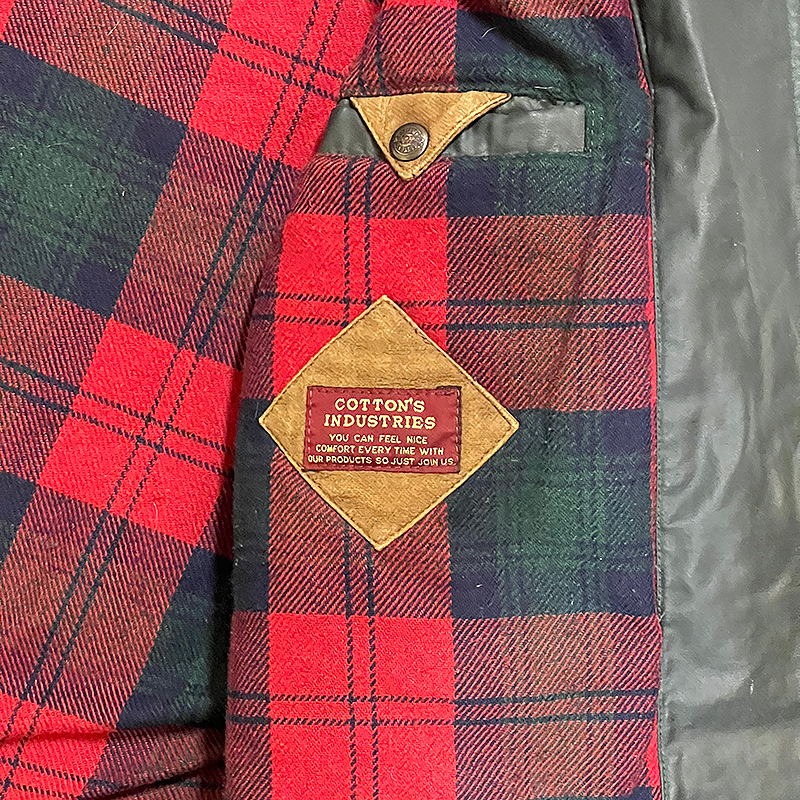 COTTON'S
INDUSTRIES
YOU CAN FEEL NICE
COMFORT EVERY TIME WITH
OUR PRODUCTS SO JUST JOIN US.